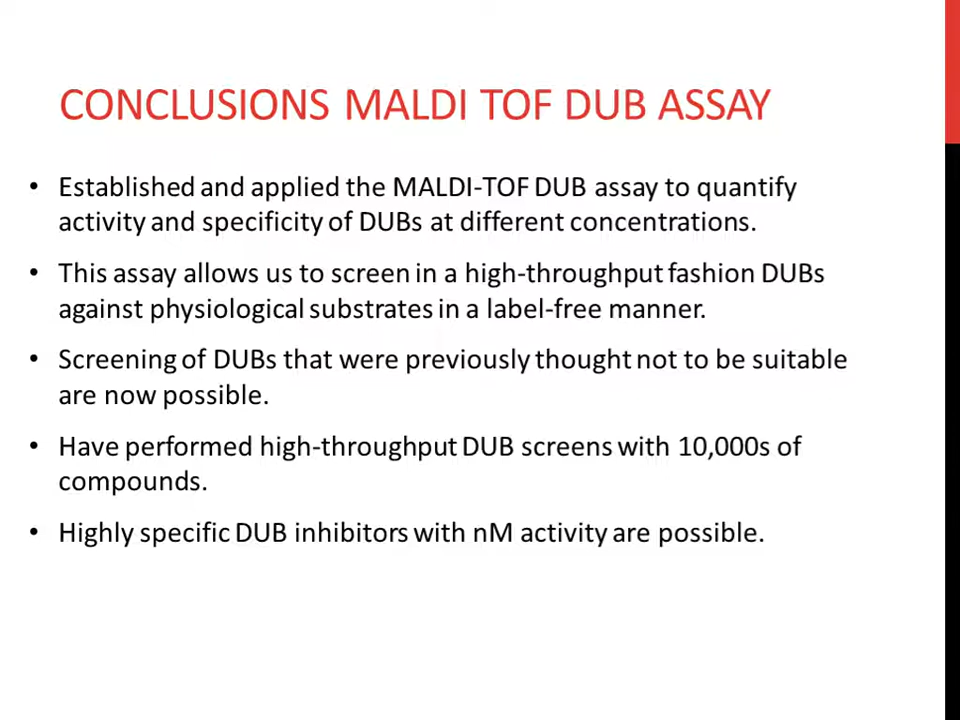 CONCLUSIONS MALDI TOF DUB ASSAY
• Established and applied the MALDI-TOF DUB assay to quantify
activity and specificity of DUBs at different concentrations.
• This assay allows us to screen in a high-throughput fashion DUBs
against physiological substrates in a label-free manner.
• Screening of DUBs that were previously thought not to be suitable
are now possible.
• Have performed high-throughput DUB screens with 10,000s of
compounds.
• Highly specific DUB inhibitors with nM activity are possible.